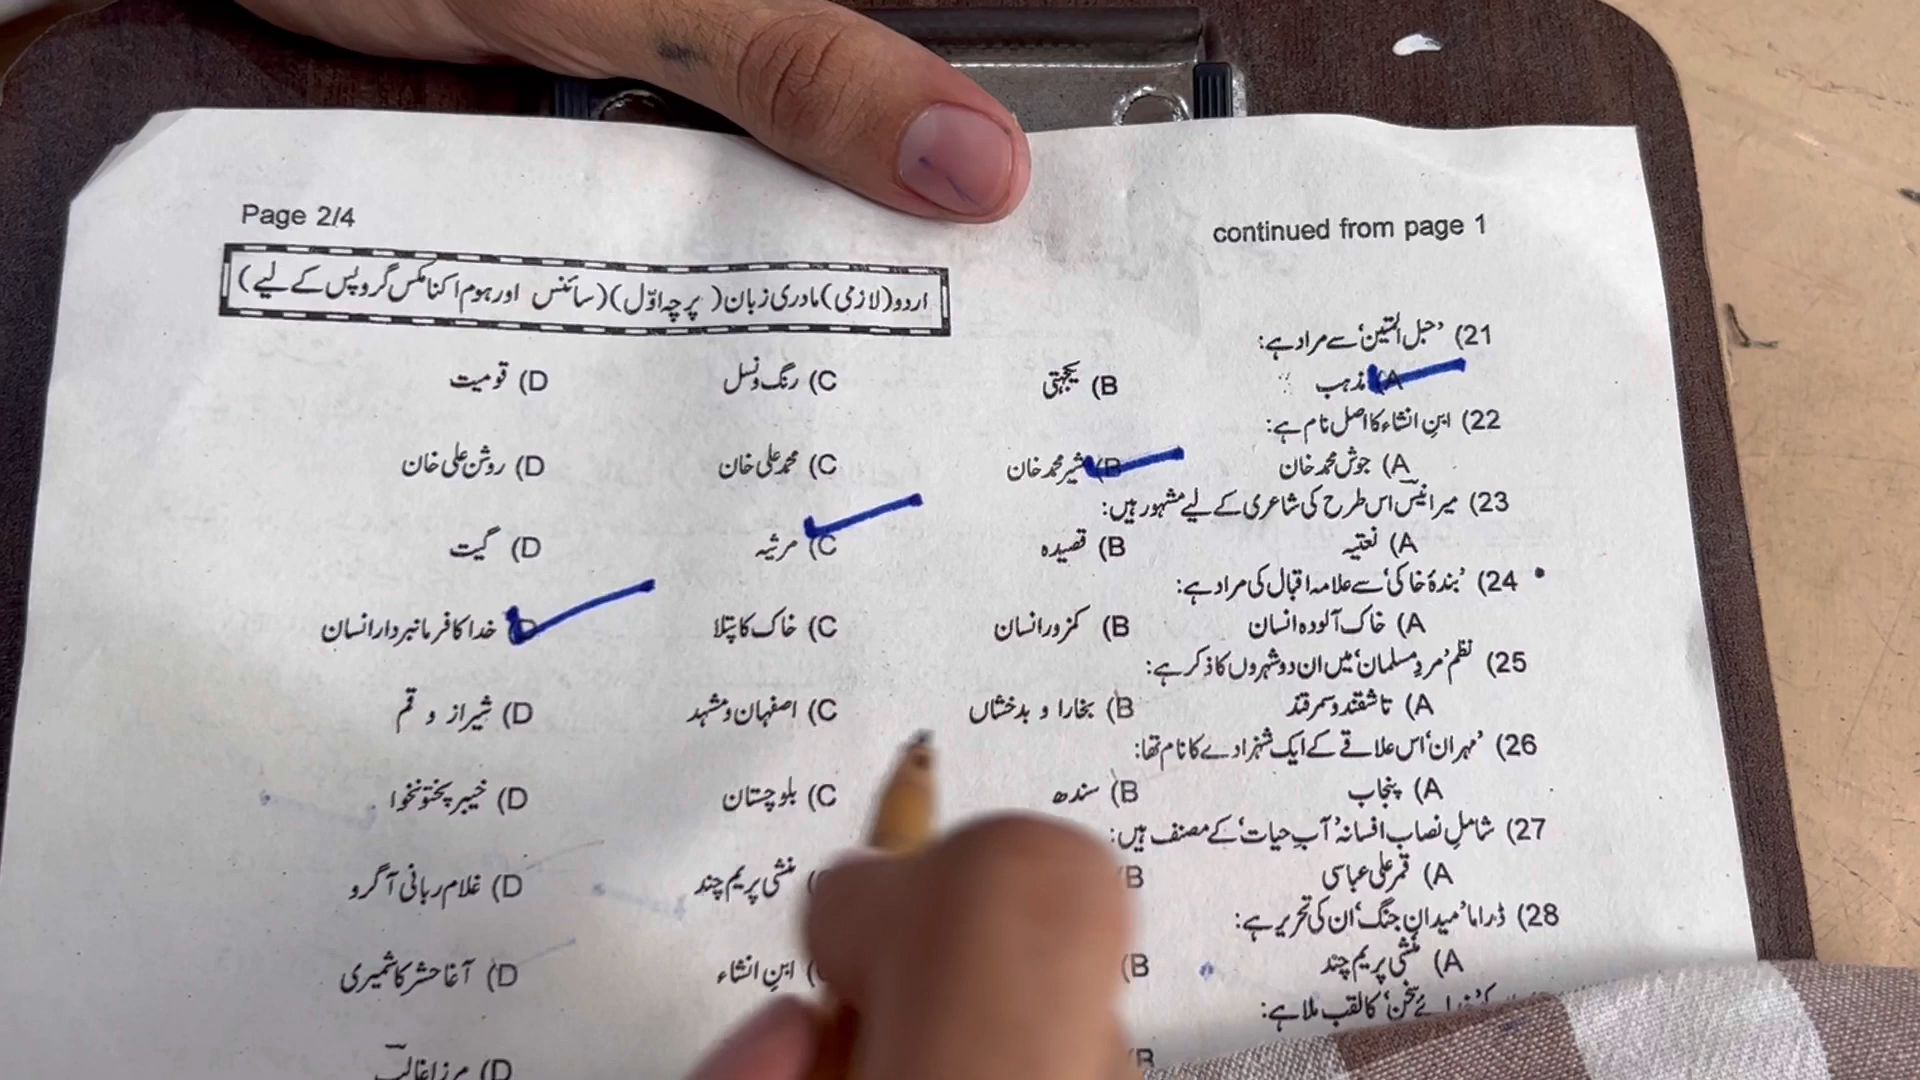 Page 2/4
continued from page 1
اردو(لازمی)مادری زبان( پرچہ اوّل)(سائنس اور ہوم اکنامکس گروپس کے لیے)
21) 'حبل المتین' سے مراد ہے:
A) مذہب B) یکجہتی C) رنگ و نسل D) قومیت
22) ابنِ انشاء کا اصل نام ہے:
A) جوش محمد خان B) شیر محمد خان C) محمد علی خان D) روشن علی خان
23) میر انیسؔ اس طرح کی شاعری کے لیے مشہور ہیں:
A) نعتیہ B) قصیدہ C) مرثیہ D) گیت
24) 'بندۂ خاکی' سے علامہ اقبال کی مراد ہے:
A) خاک آلودہ انسان B) کمزور انسان C) خاک کا پتلا D) خدا کا فرمانبردار انسان
25) نظم 'مردِ مسلمان' میں ان دو شہروں کا ذکر ہے:
A) تاشقند و سمرقند B) بخارا و بدخشاں C) اصفہان و مشہد D) شیراز و قم
26) 'مہران' اس علاقے کے ایک شہزادے کا نام تھا:
A) پنجاب B) سندھ C) بلوچستان D) خیبر پختونخوا
27) شاملِ نصاب افسانہ 'آبِ حیات' کے مصنف ہیں:
A) قمر علی عباسی B) منشی پریم چند D) غلام ربانی آگرو
28) ڈراما 'میدانِ جنگ' ان کی تحریر ہے:
A) منشی پریم چند B) ابنِ انشاء D) آغا حشر کاشمیری
خدائے سخن' کا لقب ملا ہے:
B D) مرزا غالبؔ